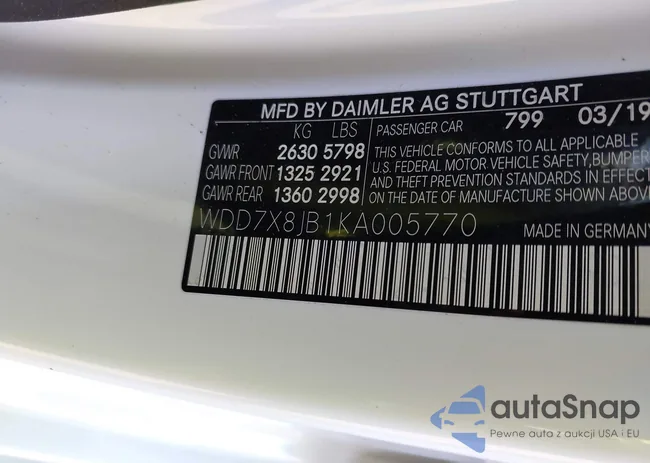 MFD BY DAIMLER AG STUTTGART
KG LBS
GVWR 2630 5798
GAWR FRONT 1325 2921
GAWR REAR 1360 2998
PASSENGER CAR 799 03/19
THIS VEHICLE CONFORMS TO ALL APPLICABLE
U.S. FEDERAL MOTOR VEHICLE SAFETY, BUMPER
AND THEFT PREVENTION STANDARDS IN EFFECT
ON THE DATE OF MANUFACTURE SHOWN ABOVE
WDD7X8JB1KA005770
MADE IN GERMANY
autaSnap
Pewne auta z aukcji USA i EU